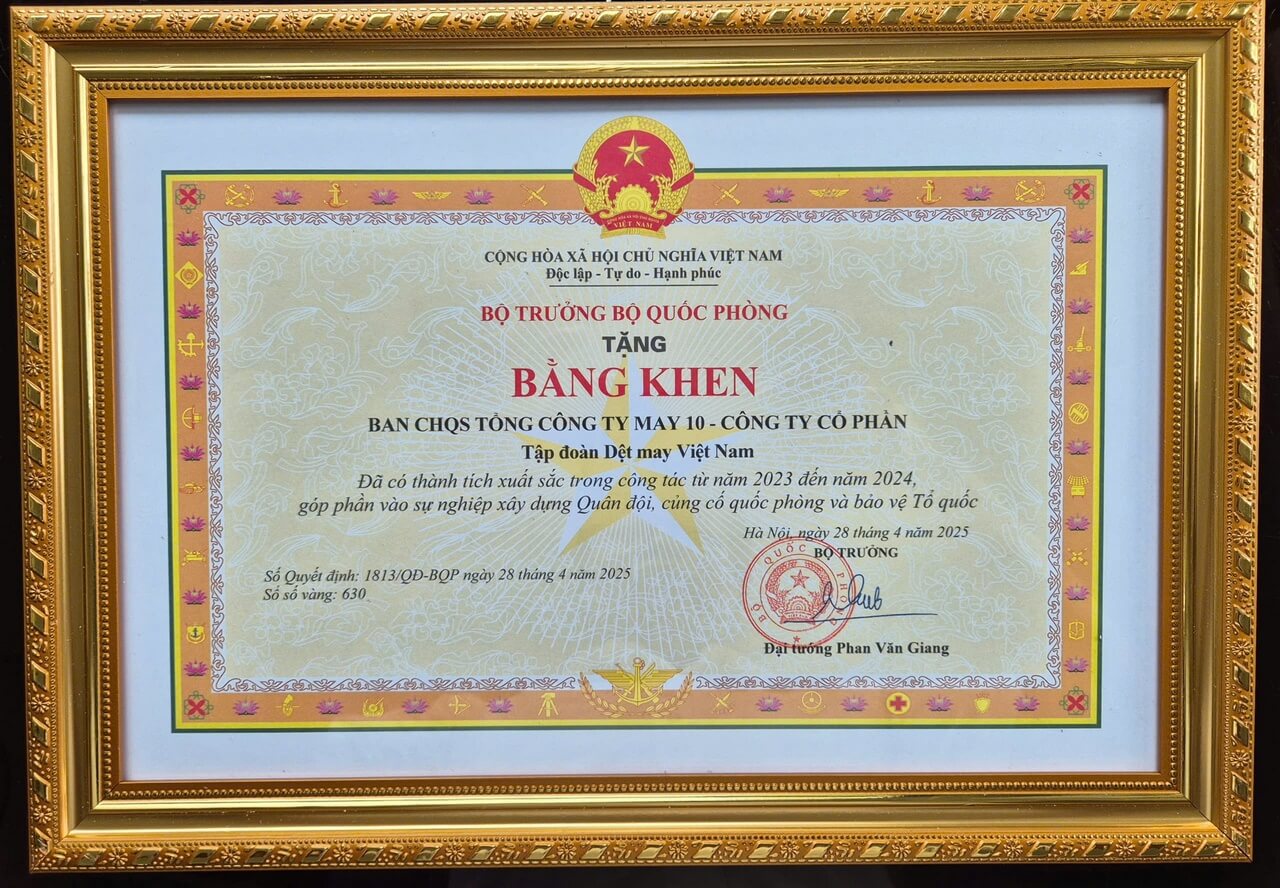 CỘNG HÒA XÃ HỘI CHỦ NGHĨA VIỆT NAM
Độc lập - Tự do - Hạnh phúc
BỘ TRƯỞNG BỘ QUỐC PHÒNG
TẶNG
BẰNG KHEN
BAN CHQS TỔNG CÔNG TY MAY 10 - CÔNG TY CỔ PHẦN
Tập đoàn Dệt may Việt Nam
Đã có thành tích xuất sắc trong công tác từ năm 2023 đến năm 2024,
góp phần vào sự nghiệp xây dựng Quân đội, củng cố quốc phòng và bảo vệ Tổ quốc
Hà Nội, ngày 28 tháng 4 năm 2025
BỘ TRƯỞNG
Số Quyết định: 1813/QĐ-BQP ngày 28 tháng 4 năm 2025
Số sổ vàng: 630
BỘ QUỐC PHÒNG
Đại tướng Phan Văn Giang